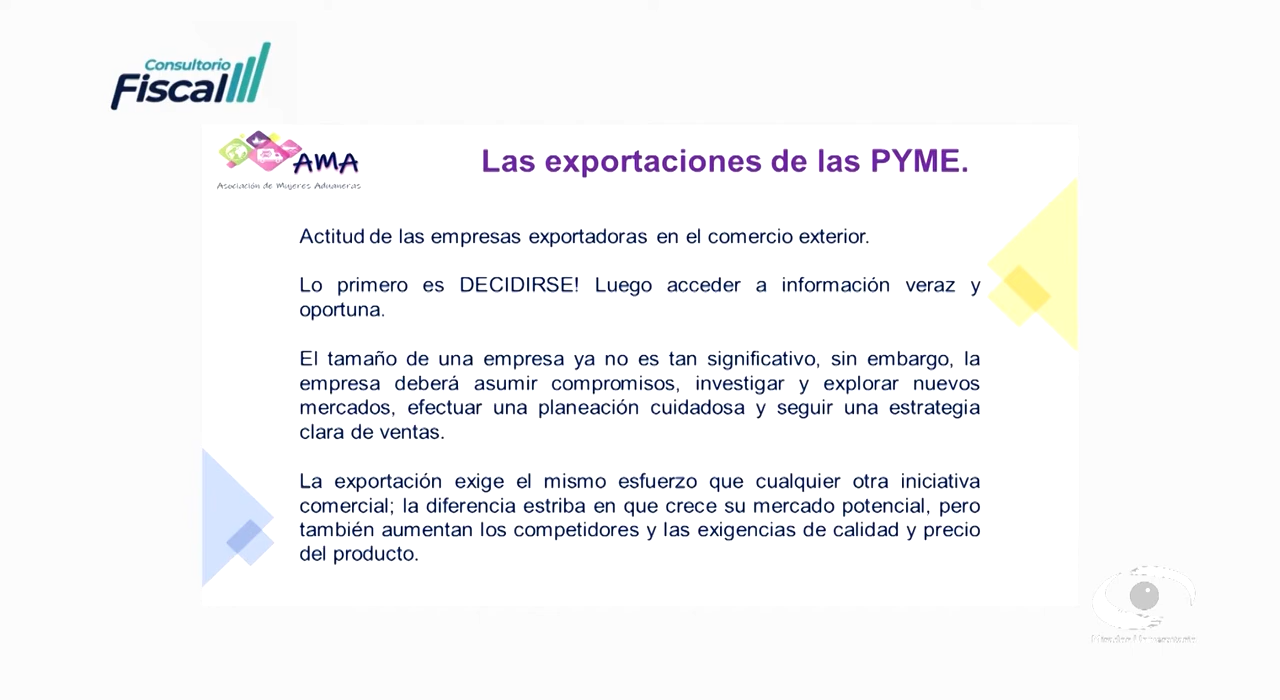 Consultorio
Fiscal
AMA
Asociación de Mujeres Aduaneras
Las exportaciones de las PYME.
Actitud de las empresas exportadoras en el comercio exterior.
Lo primero es DECIDIRSE! Luego acceder a información veraz y
oportuna.
El tamaño de una empresa ya no es tan significativo, sin embargo, la
empresa deberá asumir compromisos, investigar y explorar nuevos
mercados, efectuar una planeación cuidadosa y seguir una estrategia
clara de ventas.
La exportación exige el mismo esfuerzo que cualquier otra iniciativa
comercial; la diferencia estriba en que crece su mercado potencial, pero
también aumentan los competidores y las exigencias de calidad y precio
del producto.